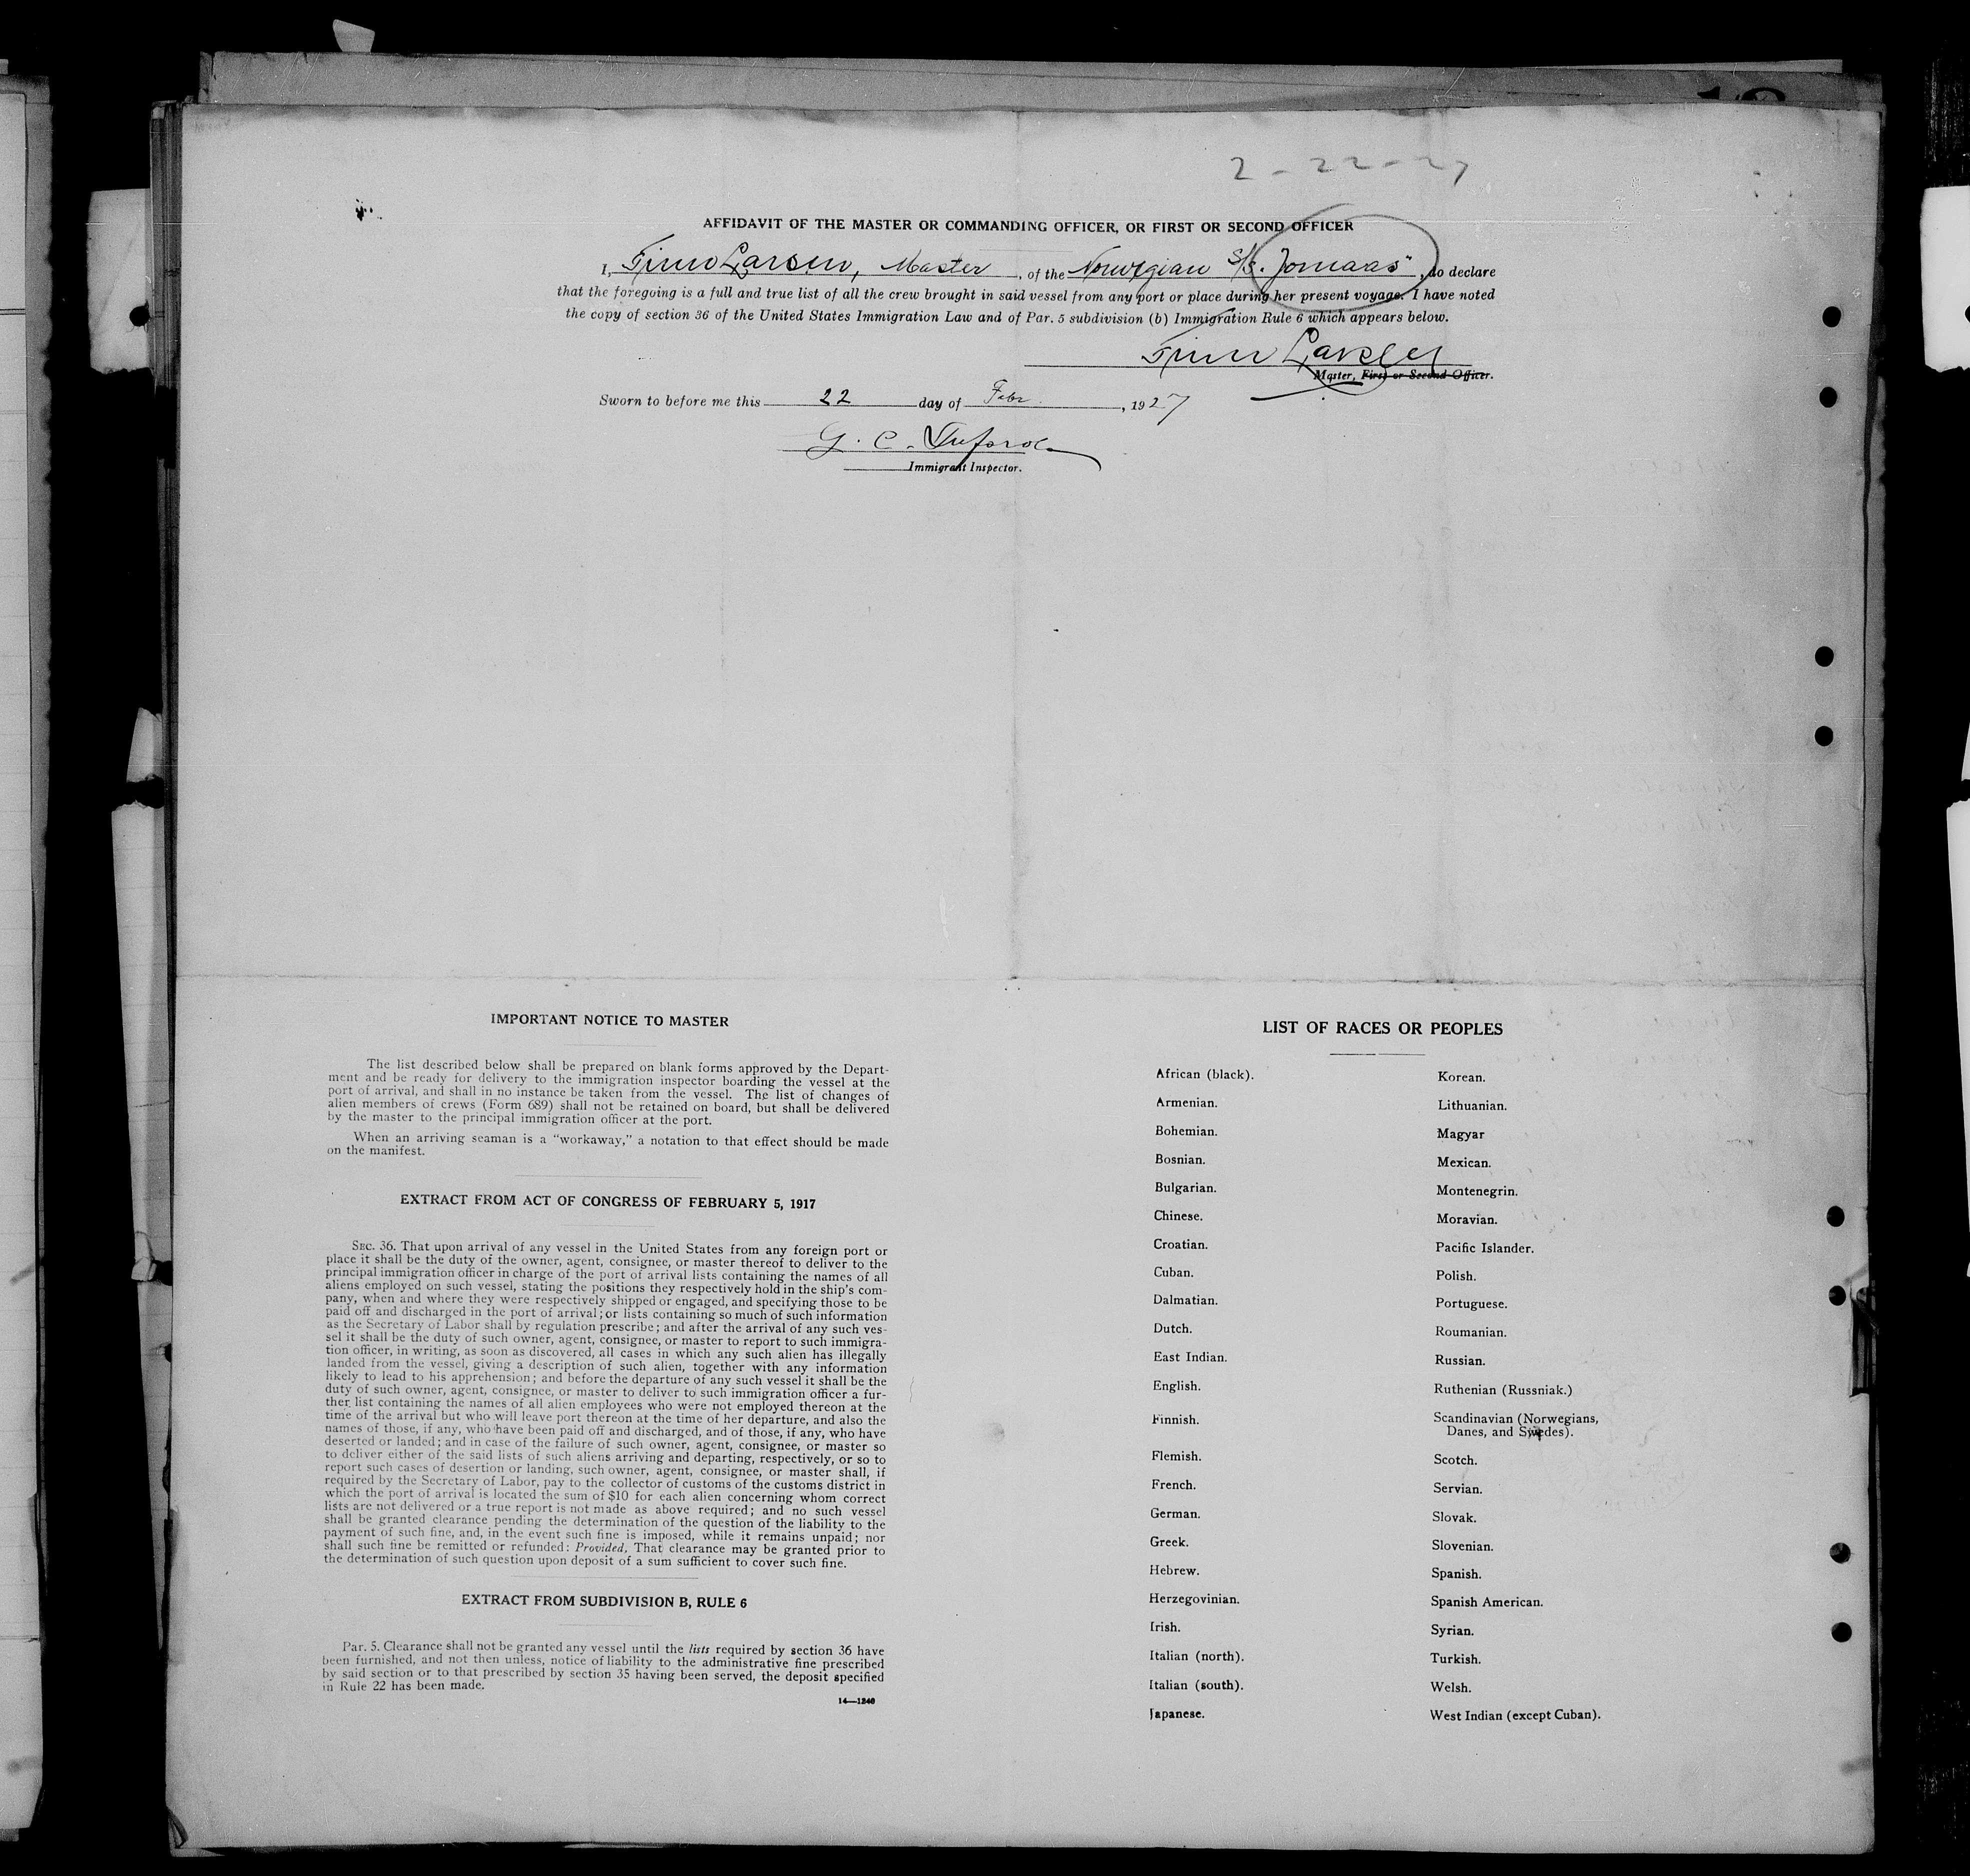 2-22-27
AFFIDAVIT OF THE MASTER OR COMMANDING OFFICER, OR FIRST OR SECOND OFFICER
I, Finn Larsen, Master, of the Norwegian S/S. "Jomaas", do declare
that the foregoing is a full and true list of all the crew brought in said vessel from any port or place during her present voyage. I have noted
the copy of section 36 of the United States Immigration Law and of Par. 5 subdivision (b) Immigration Rule 6 which appears below.
Finn Larsen
Master, First or Second Officer.
Sworn to before me this 22 day of Febr. , 1927
G. C.
Immigrant Inspector.
IMPORTANT NOTICE TO MASTER
The list described below shall be prepared on blank forms approved by the Depart-
ment and be ready for delivery to the immigration inspector boarding the vessel at the
port of arrival, and shall in no instance be taken from the vessel. The list of changes of
alien members of crews (Form 689) shall not be retained on board, but shall be delivered
by the master to the principal immigration officer at the port.
When an arriving seaman is a "workaway," a notation to that effect should be made
on the manifest.
EXTRACT FROM ACT OF CONGRESS OF FEBRUARY 5, 1917
SEC. 36. That upon arrival of any vessel in the United States from any foreign port or
place it shall be the duty of the owner, agent, consignee, or master thereof to deliver to the
principal immigration officer in charge of the port of arrival lists containing the names of all
aliens employed on such vessel, stating the positions they respectively hold in the ship's com-
pany, when and where they were respectively shipped or engaged, and specifying those to be
paid off and discharged in the port of arrival; or lists containing so much of such information
as the Secretary of Labor shall by regulation prescribe; and after the arrival of any such ves-
sel it shall be the duty of such owner, agent, consignee, or master to report to such immigra-
tion officer, in writing, as soon as discovered, all cases in which any such alien has illegally
landed from the vessel, giving a description of such alien, together with any information
likely to lead to his apprehension; and before the departure of any such vessel it shall be the
duty of such owner, agent, consignee, or master to deliver to such immigration officer a fur-
ther list containing the names of all alien employees who were not employed thereon at the
time of the arrival but who will leave port thereon at the time of her departure, and also the
names of those, if any, who have been paid off and discharged, and of those, if any, who have
deserted or landed; and in case of the failure of such owner, agent, consignee, or master so
to deliver either of the said lists of such aliens arriving and departing, respectively, or so to
report such cases of desertion or landing, such owner, agent, consignee, or master shall, if
required by the Secretary of Labor, pay to the collector of customs of the customs district in
which the port of arrival is located the sum of $10 for each alien concerning whom correct
lists are not delivered or a true report is not made as above required; and no such vessel
shall be granted clearance pending the determination of the question of the liability to the
payment of such fine, and, in the event such fine is imposed, while it remains unpaid; nor
shall such fine be remitted or refunded: Provided, That clearance may be granted prior to
the determination of such question upon deposit of a sum sufficient to cover such fine.
EXTRACT FROM SUBDIVISION B, RULE 6
Par. 5. Clearance shall not be granted any vessel until the lists required by section 36 have
been furnished, and not then unless, notice of liability to the administrative fine prescribed
by said section or to that prescribed by section 35 having been served, the deposit specified
in Rule 22 has been made.
14—1240
LIST OF RACES OR PEOPLES
African (black).
Armenian.
Bohemian.
Bosnian.
Bulgarian.
Chinese.
Croatian.
Cuban.
Dalmatian.
Dutch.
East Indian.
English.
Finnish.
Flemish.
French.
German.
Greek.
Hebrew.
Herzegovinian.
Irish.
Italian (north).
Italian (south).
Japanese.
Korean.
Lithuanian.
Magyar
Mexican.
Montenegrin.
Moravian.
Pacific Islander.
Polish.
Portuguese.
Roumanian.
Russian.
Ruthenian (Russniak.)
Scandinavian (Norwegians,
Danes, and Swedes).
Scotch.
Servian.
Slovak.
Slovenian.
Spanish.
Spanish American.
Syrian.
Turkish.
Welsh.
West Indian (except Cuban).